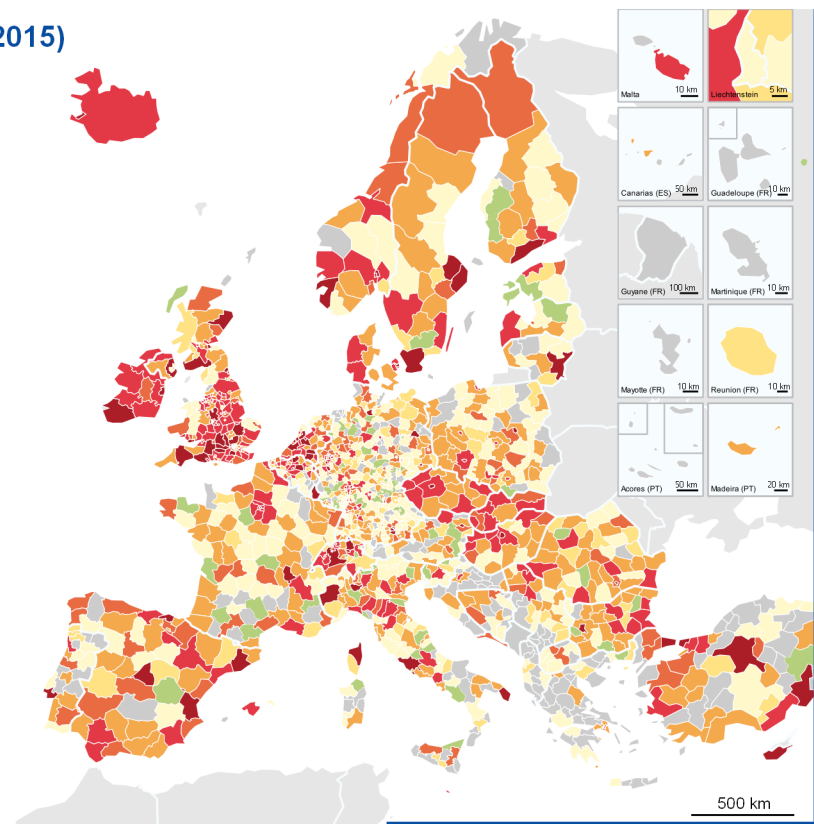 2015)
Malta
10 km
Liechtenstein
5 km
Canarias (ES)
50 km
Guadeloupe (FR)
10 km
Guyane (FR)
100 km
Martinique (FR)
10 km
Mayotte (FR)
10 km
Reunion (FR)
10 km
Acores (PT)
50 km
Madeira (PT)
20 km
500 km